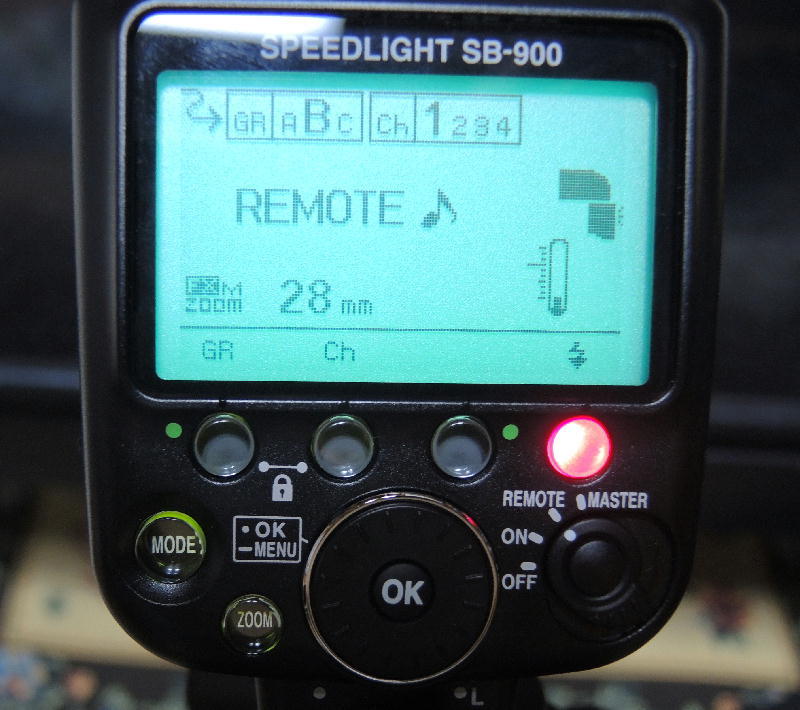 SPEEDLIGHT SB-900
GR A B C Ch 1 2 3 4
REMOTE ♪
FX M
ZOOM 28 mm
GR Ch
REMOTE MASTER
MODE • OK ON
– MENU
OK OFF
ZOOM
L